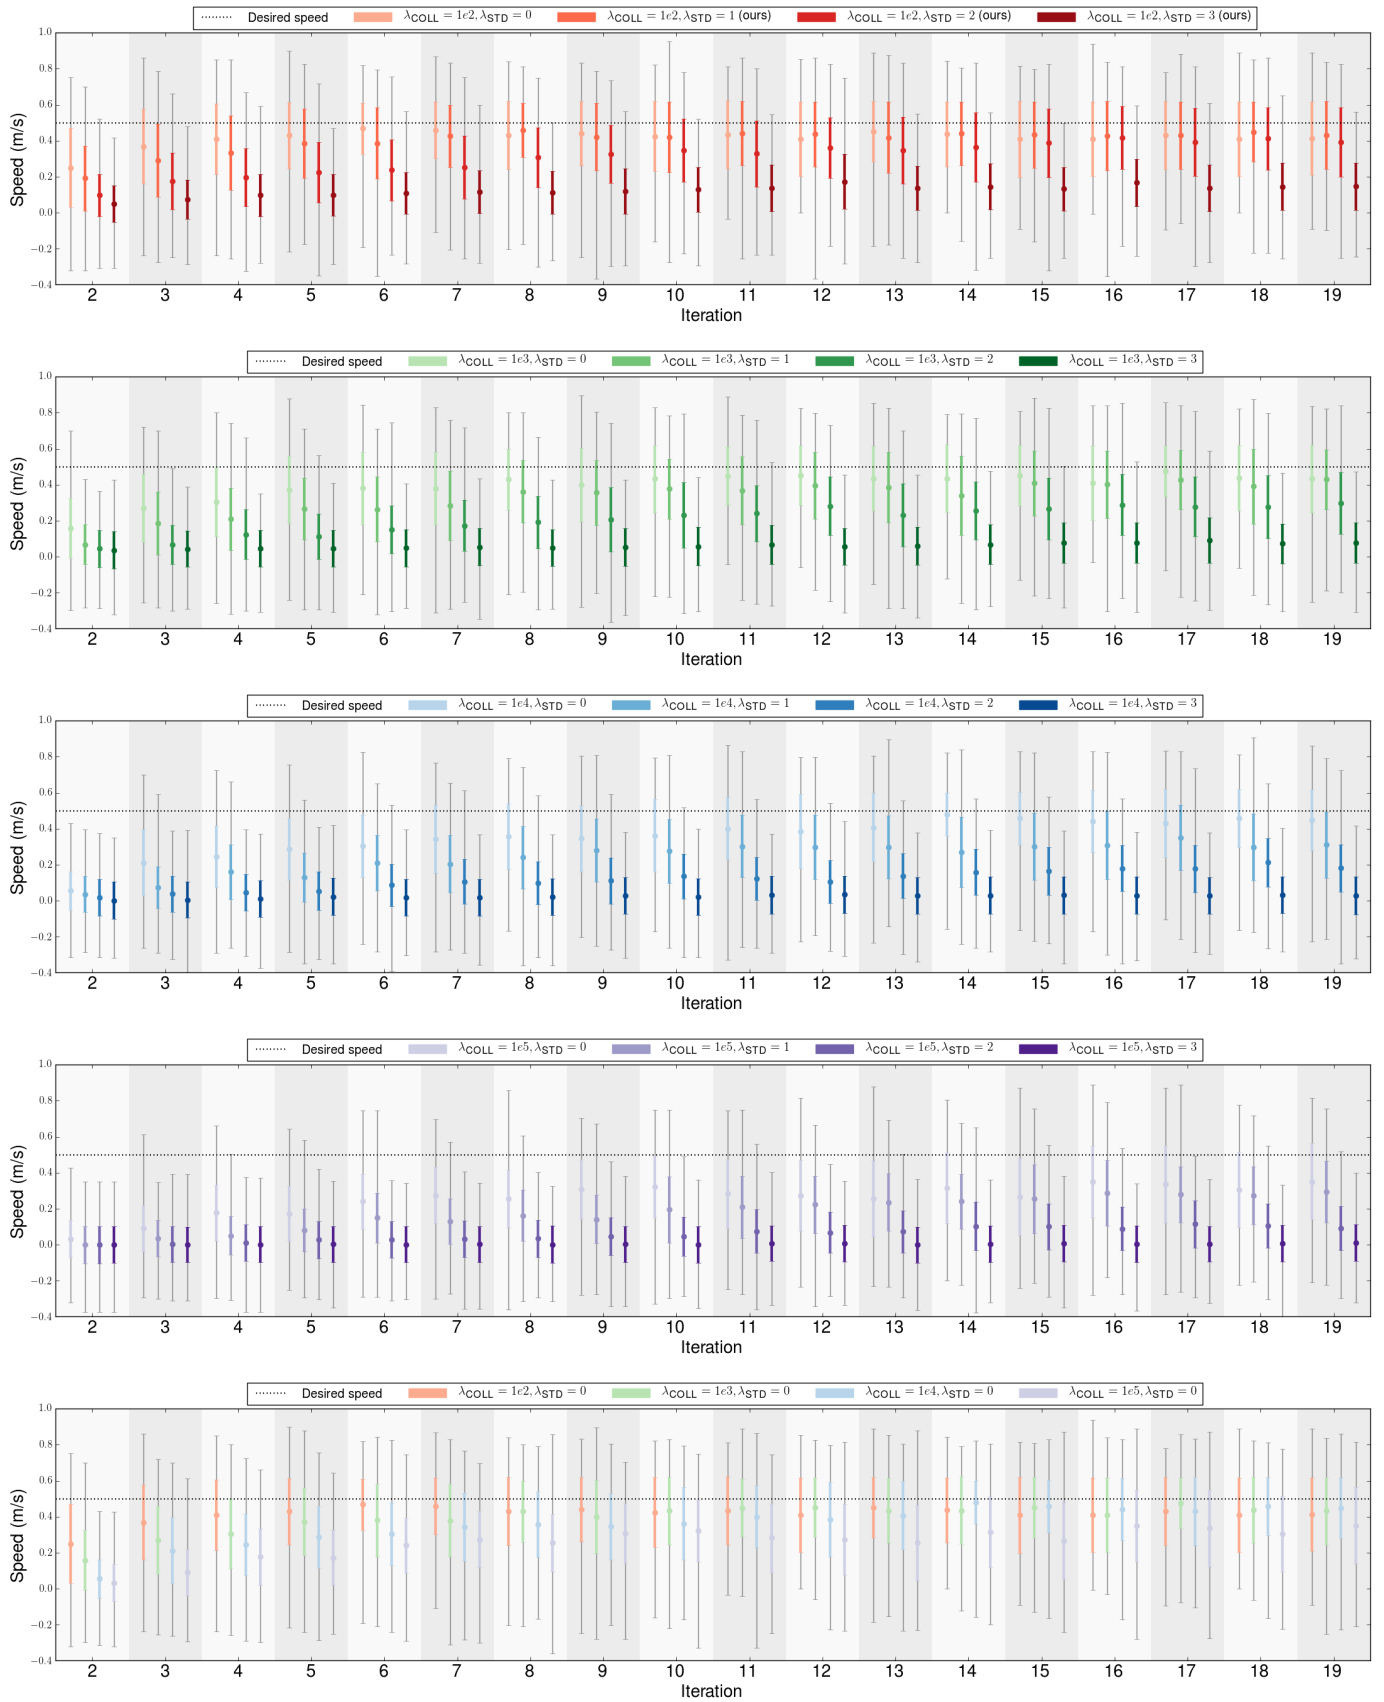 Desired speed λCOLL = 1e2, λSTD = 0 λCOLL = 1e2, λSTD = 1 (ours) λCOLL = 1e2, λSTD = 2 (ours) λCOLL = 1e2, λSTD = 3 (ours)
1.0
0.8
0.6
0.4
0.2
0.0
−0.2
−0.4
Speed (m/s)
2 3 4 5 6 7 8 9 10 11 12 13 14 15 16 17 18 19
Iteration
Desired speed λCOLL = 1e3, λSTD = 0 λCOLL = 1e3, λSTD = 1 λCOLL = 1e3, λSTD = 2 λCOLL = 1e3, λSTD = 3
1.0
0.8
0.6
0.4
0.2
0.0
−0.2
−0.4
Speed (m/s)
2 3 4 5 6 7 8 9 10 11 12 13 14 15 16 17 18 19
Iteration
Desired speed λCOLL = 1e4, λSTD = 0 λCOLL = 1e4, λSTD = 1 λCOLL = 1e4, λSTD = 2 λCOLL = 1e4, λSTD = 3
1.0
0.8
0.6
0.4
0.2
0.0
−0.2
−0.4
Speed (m/s)
2 3 4 5 6 7 8 9 10 11 12 13 14 15 16 17 18 19
Iteration
Desired speed λCOLL = 1e5, λSTD = 0 λCOLL = 1e5, λSTD = 1 λCOLL = 1e5, λSTD = 2 λCOLL = 1e5, λSTD = 3
1.0
0.8
0.6
0.4
0.2
0.0
−0.2
−0.4
Speed (m/s)
2 3 4 5 6 7 8 9 10 11 12 13 14 15 16 17 18 19
Iteration
Desired speed λCOLL = 1e2, λSTD = 0 λCOLL = 1e3, λSTD = 0 λCOLL = 1e4, λSTD = 0 λCOLL = 1e5, λSTD = 0
1.0
0.8
0.6
0.4
0.2
0.0
−0.2
−0.4
Speed (m/s)
2 3 4 5 6 7 8 9 10 11 12 13 14 15 16 17 18 19
Iteration